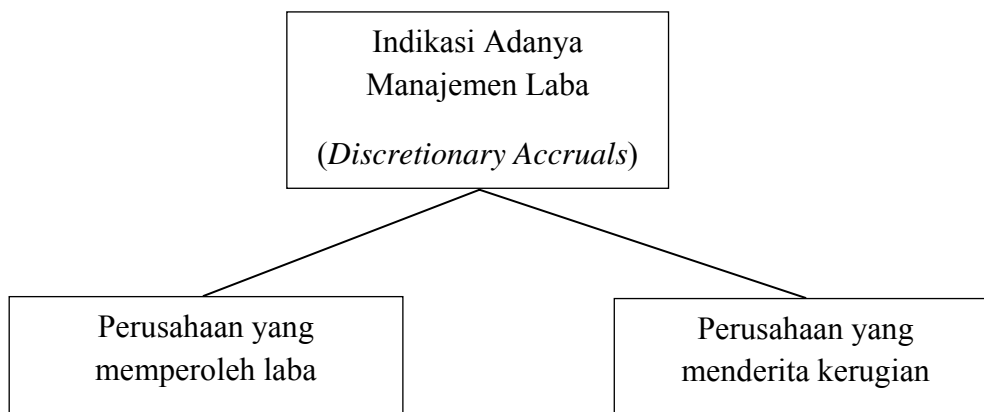 Indikasi Adanya
Manajemen Laba
(Discretionary Accruals)
Perusahaan yang
memperoleh laba
Perusahaan yang
menderita kerugian